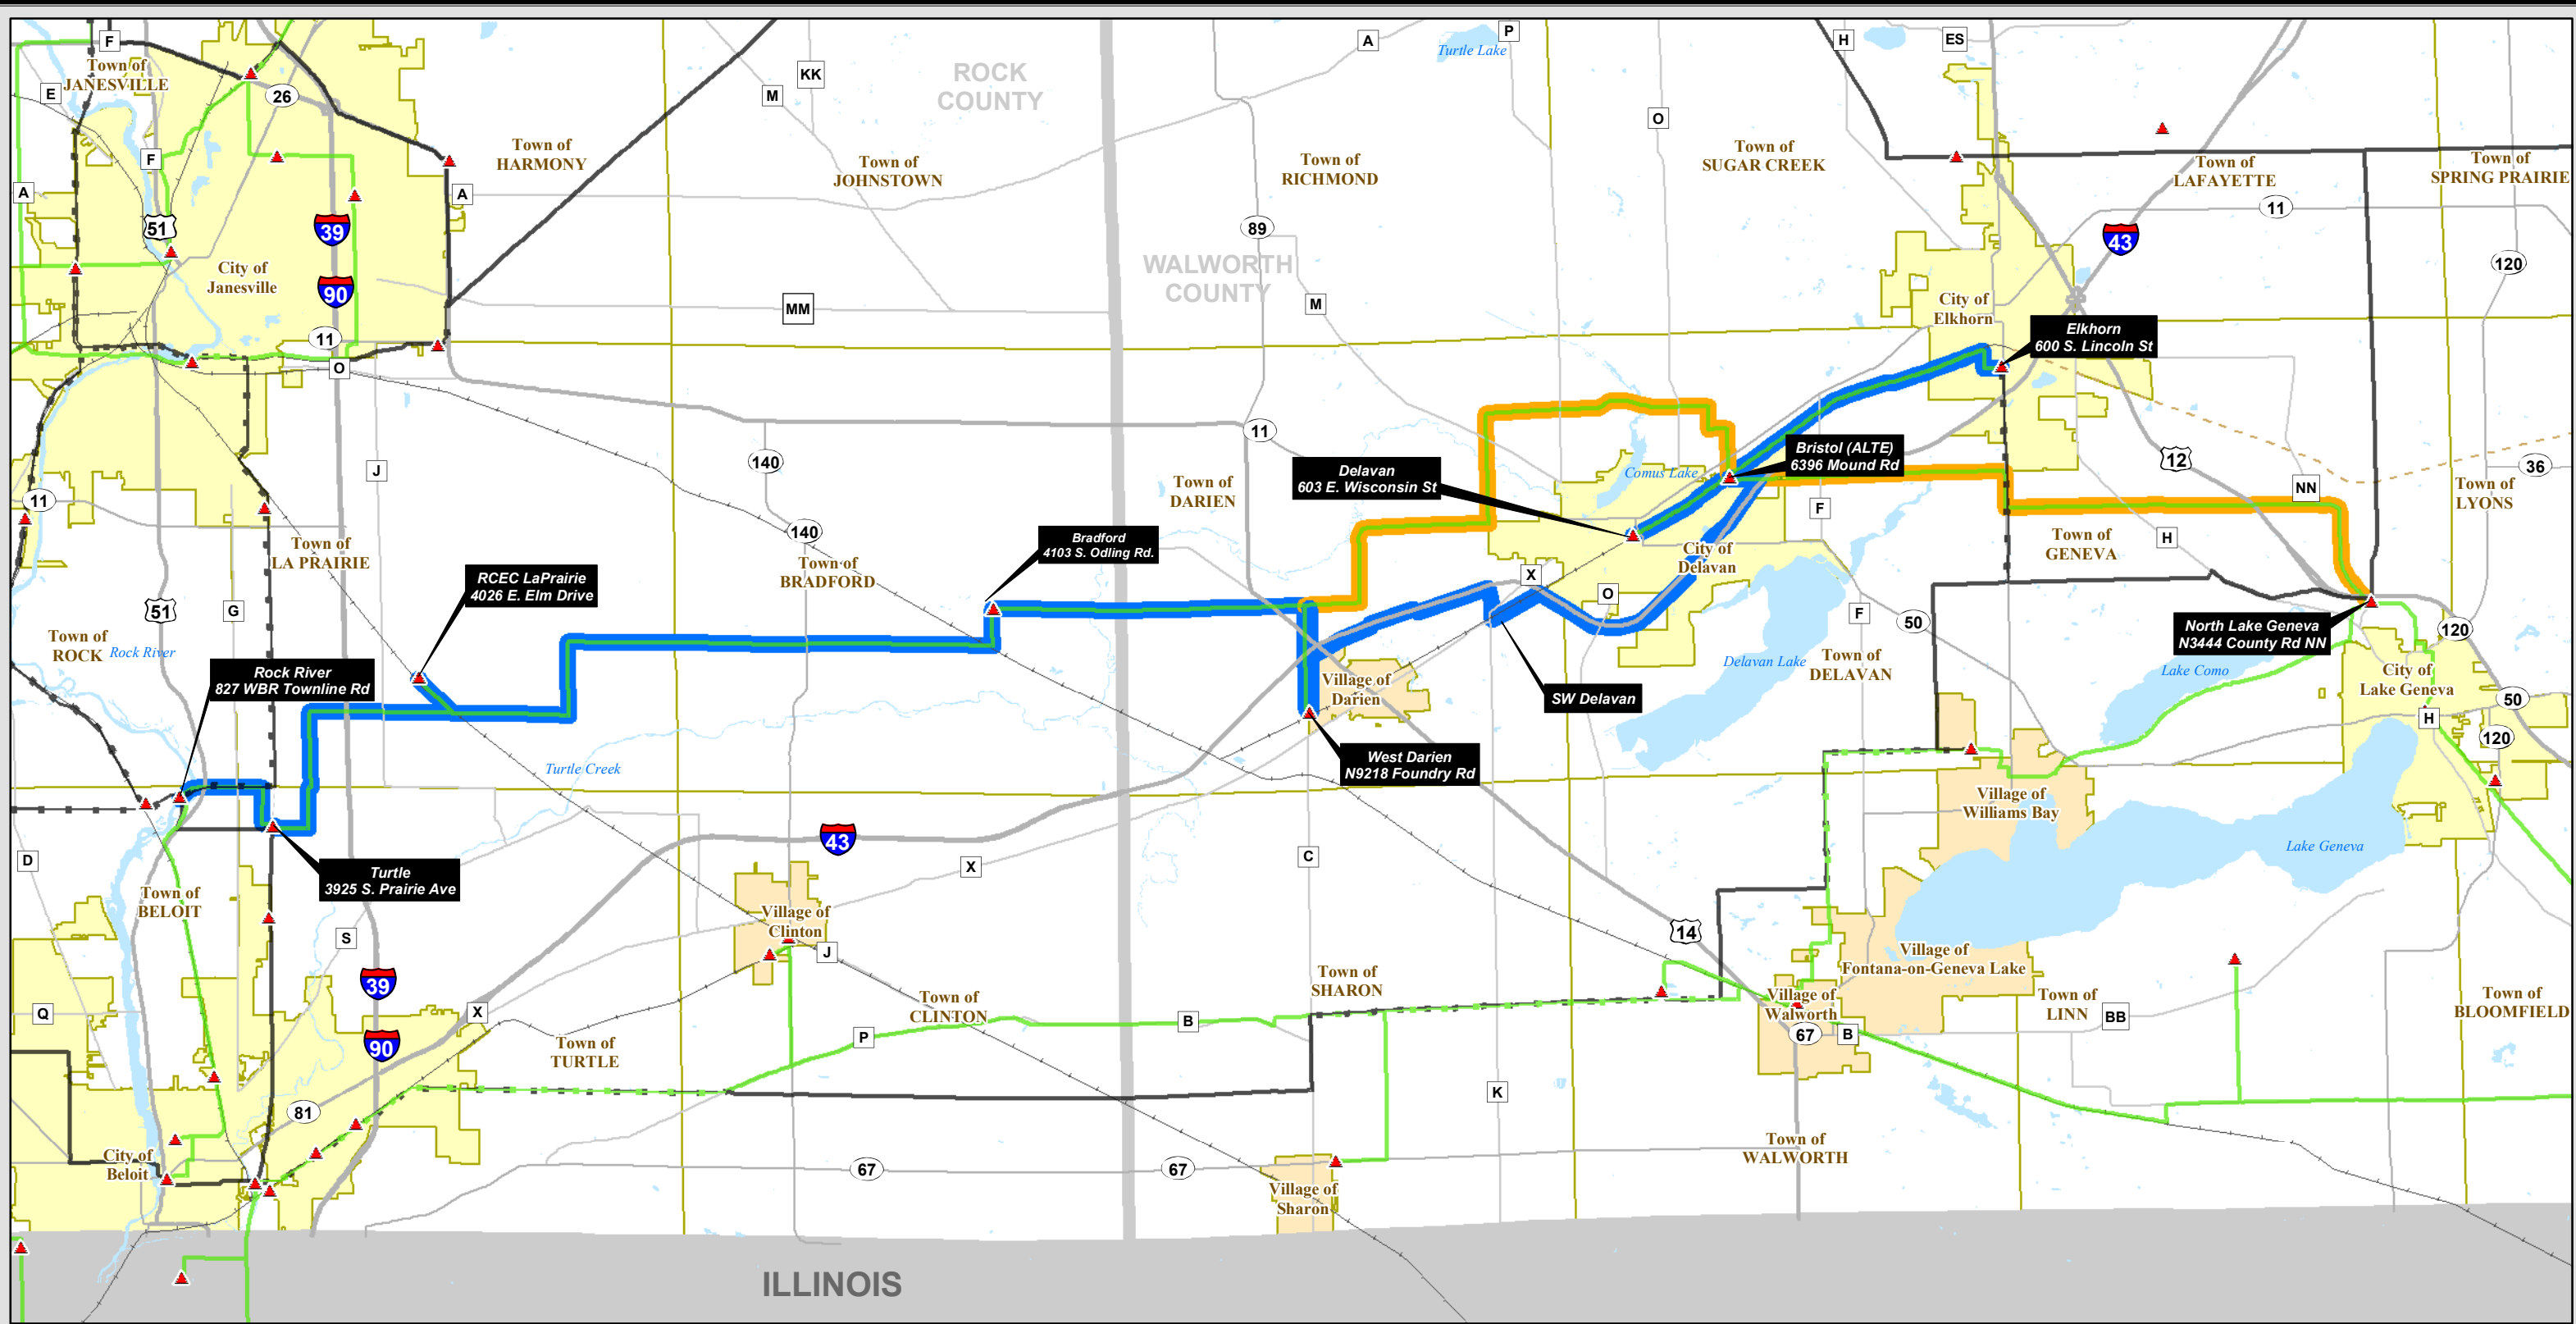 F
Town of
JANESVILLE
E
26
A
F
51
39
90
City of
Janesville
11
O
A
KK
M
ROCK
COUNTY
A
P
Turtle Lake
H
ES
Town of
HARMONY
Town of
JOHNSTOWN
Town of
RICHMOND
O
Town of
SUGAR CREEK
Town of
LAFAYETTE
Town of
SPRING PRAIRIE
11
43
120
89
WALWORTH
COUNTY
M
MM
City of
Elkhorn
Elkhorn
600 S. Lincoln St
11
J
140
11
Town of
DARIEN
Delavan
603 E. Wisconsin St
Comus Lake
Bristol (ALTE)
6396 Mound Rd
12
36
NN
Town of
LYONS
F
H
Town of
GENEVA
140
Town of
LA PRAIRIE
Town of
BRADFORD
Bradford
4103 S. Odling Rd.
City of
Delavan
X
O
RCEC LaPrairie
4026 E. Elm Drive
51
G
Town of
ROCK
Rock River
Rock River
827 WBR Townline Rd
F
50
North Lake Geneva
N3444 County Rd NN
120
Delavan Lake
Town of
DELAVAN
Lake Como
City of
Lake Geneva
50
H
120
Village of
Darien
SW Delavan
West Darien
N9218 Foundry Rd
Turtle Creek
Village of
Williams Bay
Lake Geneva
43
C
X
D
Turtle
3925 S. Prairie Ave
Town of
BELOIT
S
Village of
Clinton
J
14
Village of
Fontana-on-Geneva Lake
39
Town of
SHARON
Town of
CLINTON
Village of
Walworth
67
B
Town of
LINN
BB
Town of
BLOOMFIELD
Q
X
90
Town of
TURTLE
P
B
K
81
City of
Beloit
67
67
Town of
WALWORTH
Village of
Sharon
ILLINOIS